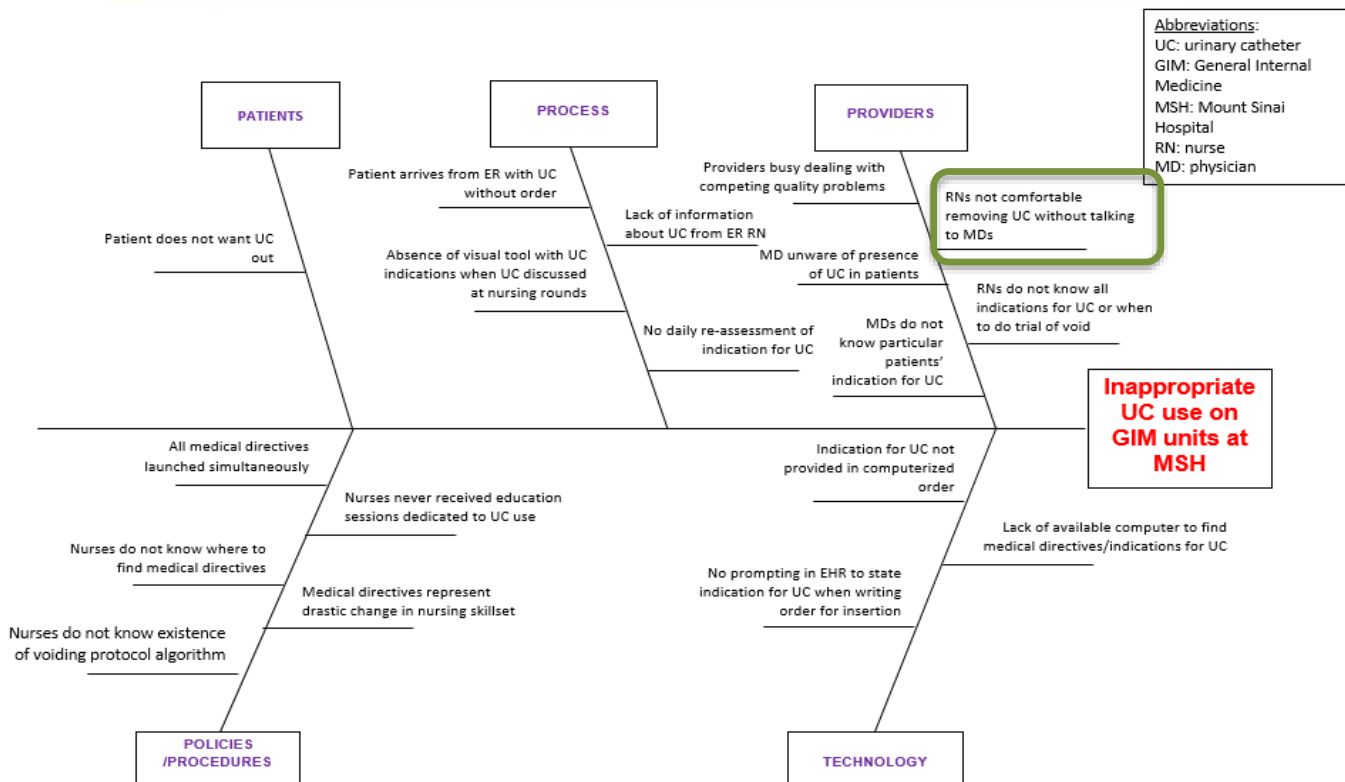 Abbreviations:
UC: urinary catheter
GIM: General Internal
Medicine
MSH: Mount Sinai
Hospital
RN: nurse
MD: physician
PATIENTS
PROCESS
PROVIDERS
Patient does not want UC
out
Patient arrives from ER with UC
without order
Absence of visual tool with UC
indications when UC discussed
at nursing rounds
Lack of information
about UC from ER RN
No daily re-assessment of
indication for UC
Providers busy dealing with
competing quality problems
MD unware of presence
of UC in patients
MDs do not
know particular
patients’
indication for UC
RNs not comfortable
removing UC without talking
to MDs
RNs do not know all
indications for UC or when
to do trial of void
Inappropriate
UC use on
GIM units at
MSH
All medical directives
launched simultaneously
Nurses do not know where to
find medical directives
Nurses do not know existence
of voiding protocol algorithm
Nurses never received education
sessions dedicated to UC use
Medical directives represent
drastic change in nursing skillset
Indication for UC not
provided in computerized
order
No prompting in EHR to state
indication for UC when writing
order for insertion
Lack of available computer to find
medical directives/indications for UC
POLICIES
/PROCEDURES
TECHNOLOGY